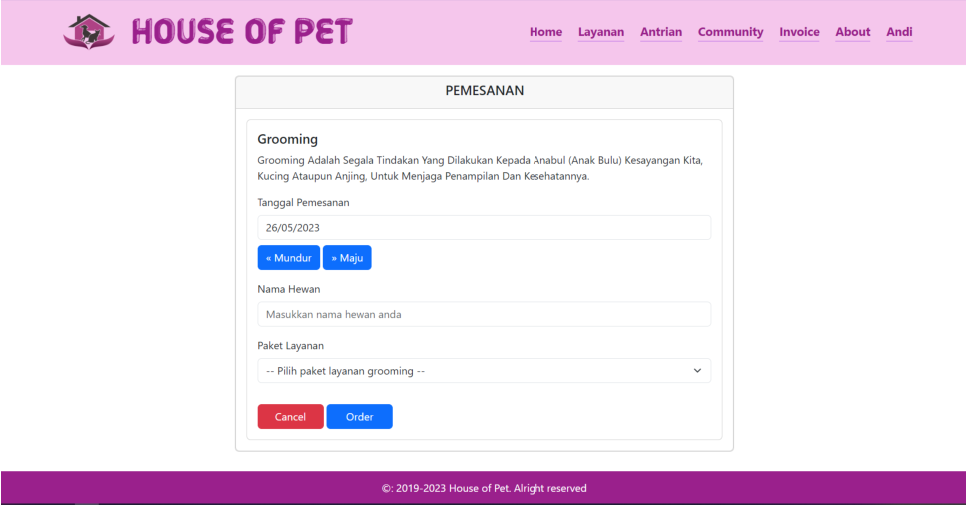 HOUSE OF PET
Home Layanan Antrian Community Invoice About Andi
PEMESANAN
Grooming
Grooming Adalah Segala Tindakan Yang Dilakukan Kepada Anabul (Anak Bulu) Kesayangan Kita,
Kucing Ataupun Anjing, Untuk Menjaga Penampilan Dan Kesehatannya.
Tanggal Pemesanan
26/05/2023
« Mundur » Maju
Nama Hewan
Masukkan nama hewan anda
Paket Layanan
-- Pilih paket layanan grooming --
Cancel Order
©: 2019-2023 House of Pet. Alright reserved